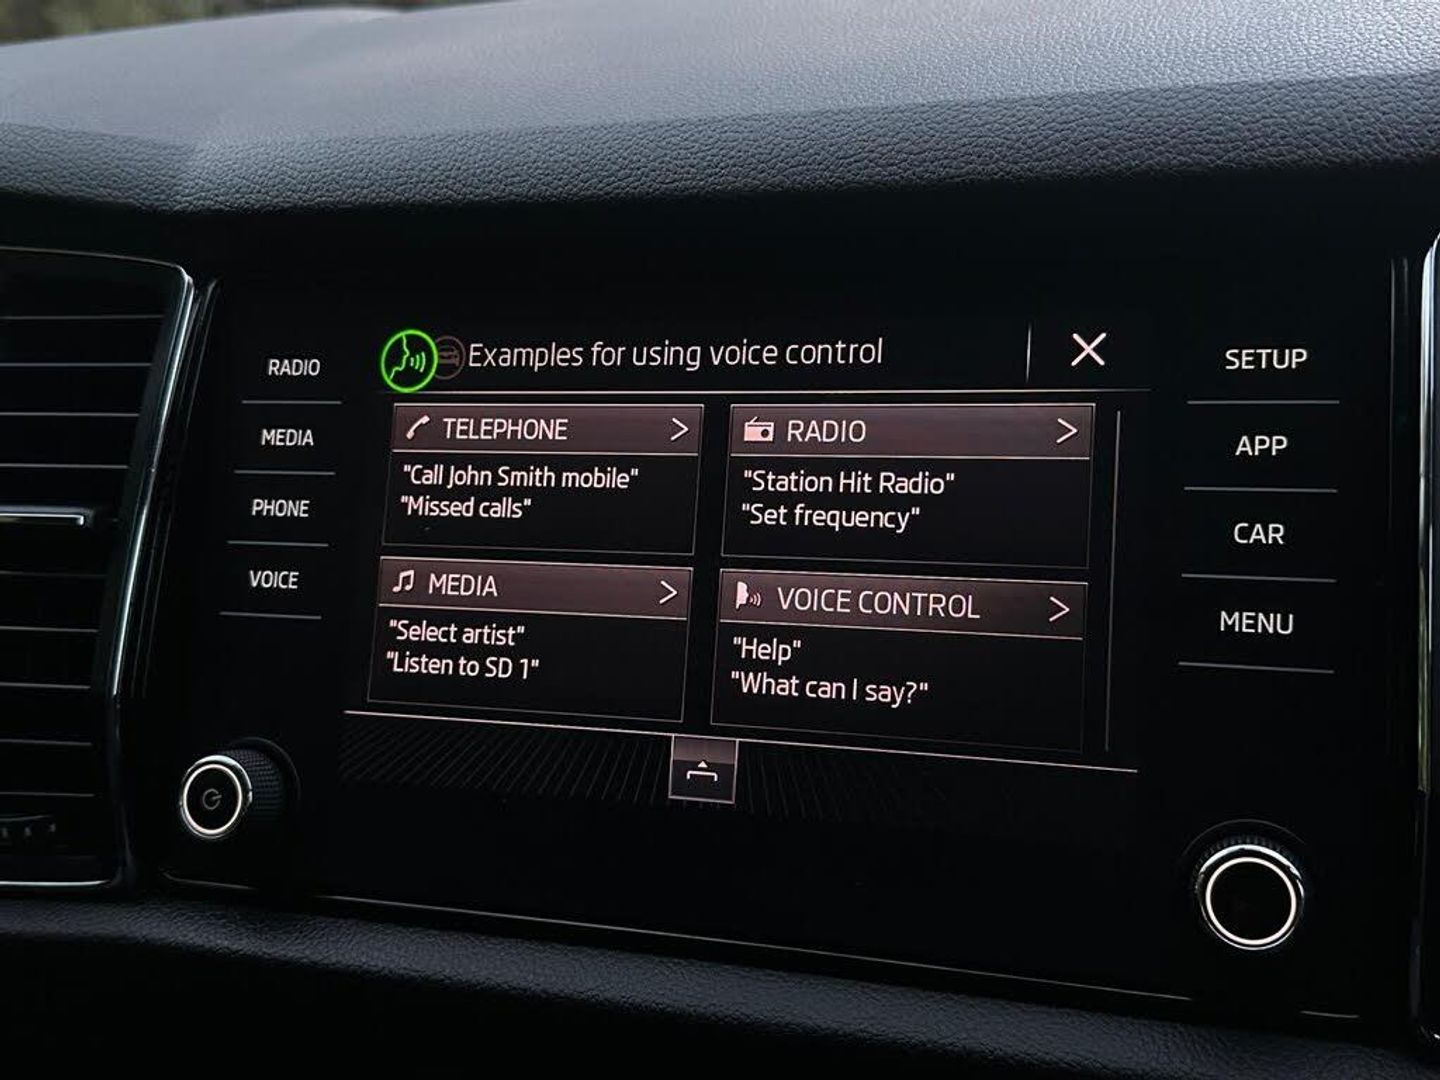 RADIO
MEDIA
PHONE
VOICE
Examples for using voice control
TELEPHONE
"Call John Smith mobile"
"Missed calls"
RADIO
"Station Hit Radio"
"Set frequency"
MEDIA
"Select artist"
"Listen to SD 1"
VOICE CONTROL
"Help"
"What can I say?"
SETUP
APP
CAR
MENU